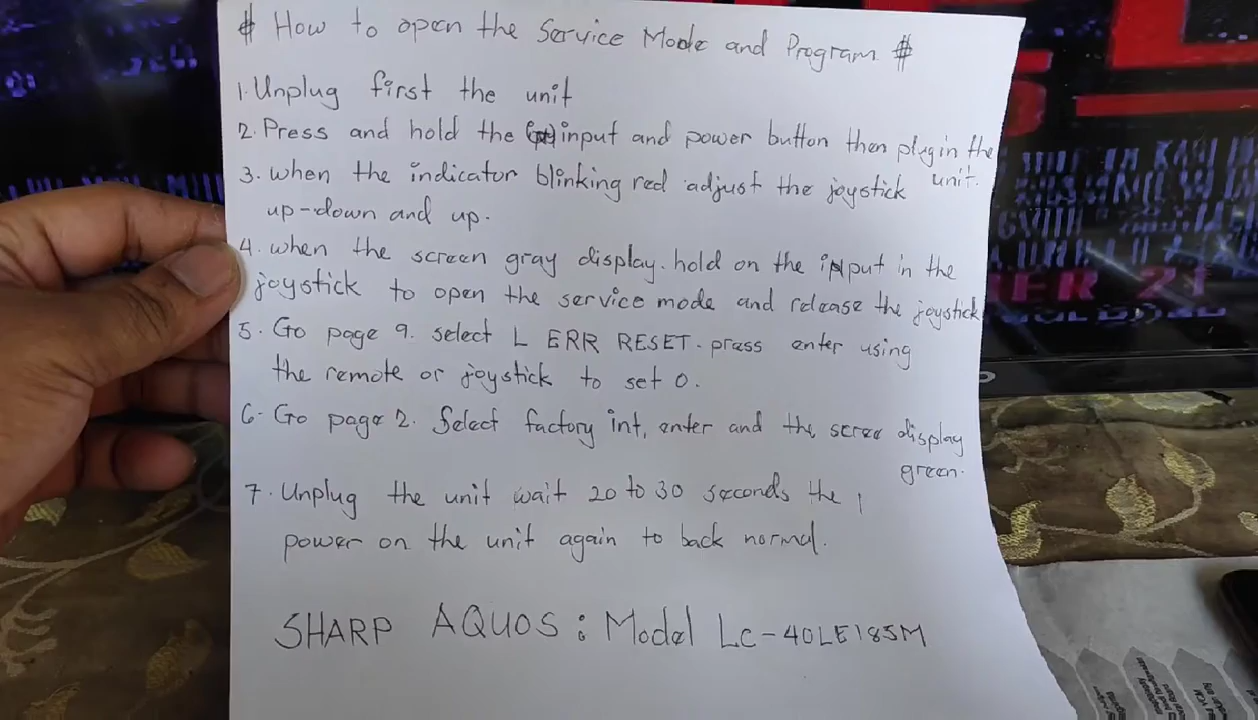 # How to open the Service Mode and Program #
1. Unplug first the unit
2. Press and hold the input and power button then plugin the unit.
3. when the indicator blinking red adjust the joystick
up-down and up.
4. when the screen gray display. hold on the input in the
joystick to open the service mode and release the joystick
5. Go page 9. select L ERR RESET. press enter using
the remote or joystick to set 0.
6- Go page 2. Select factory int, enter and the scree display
green.
7. Unplug the unit wait 20 to 30 seconds the
power on the unit again to back normal.
SHARP AQUOS: Model LC-40LE185M
ER 21